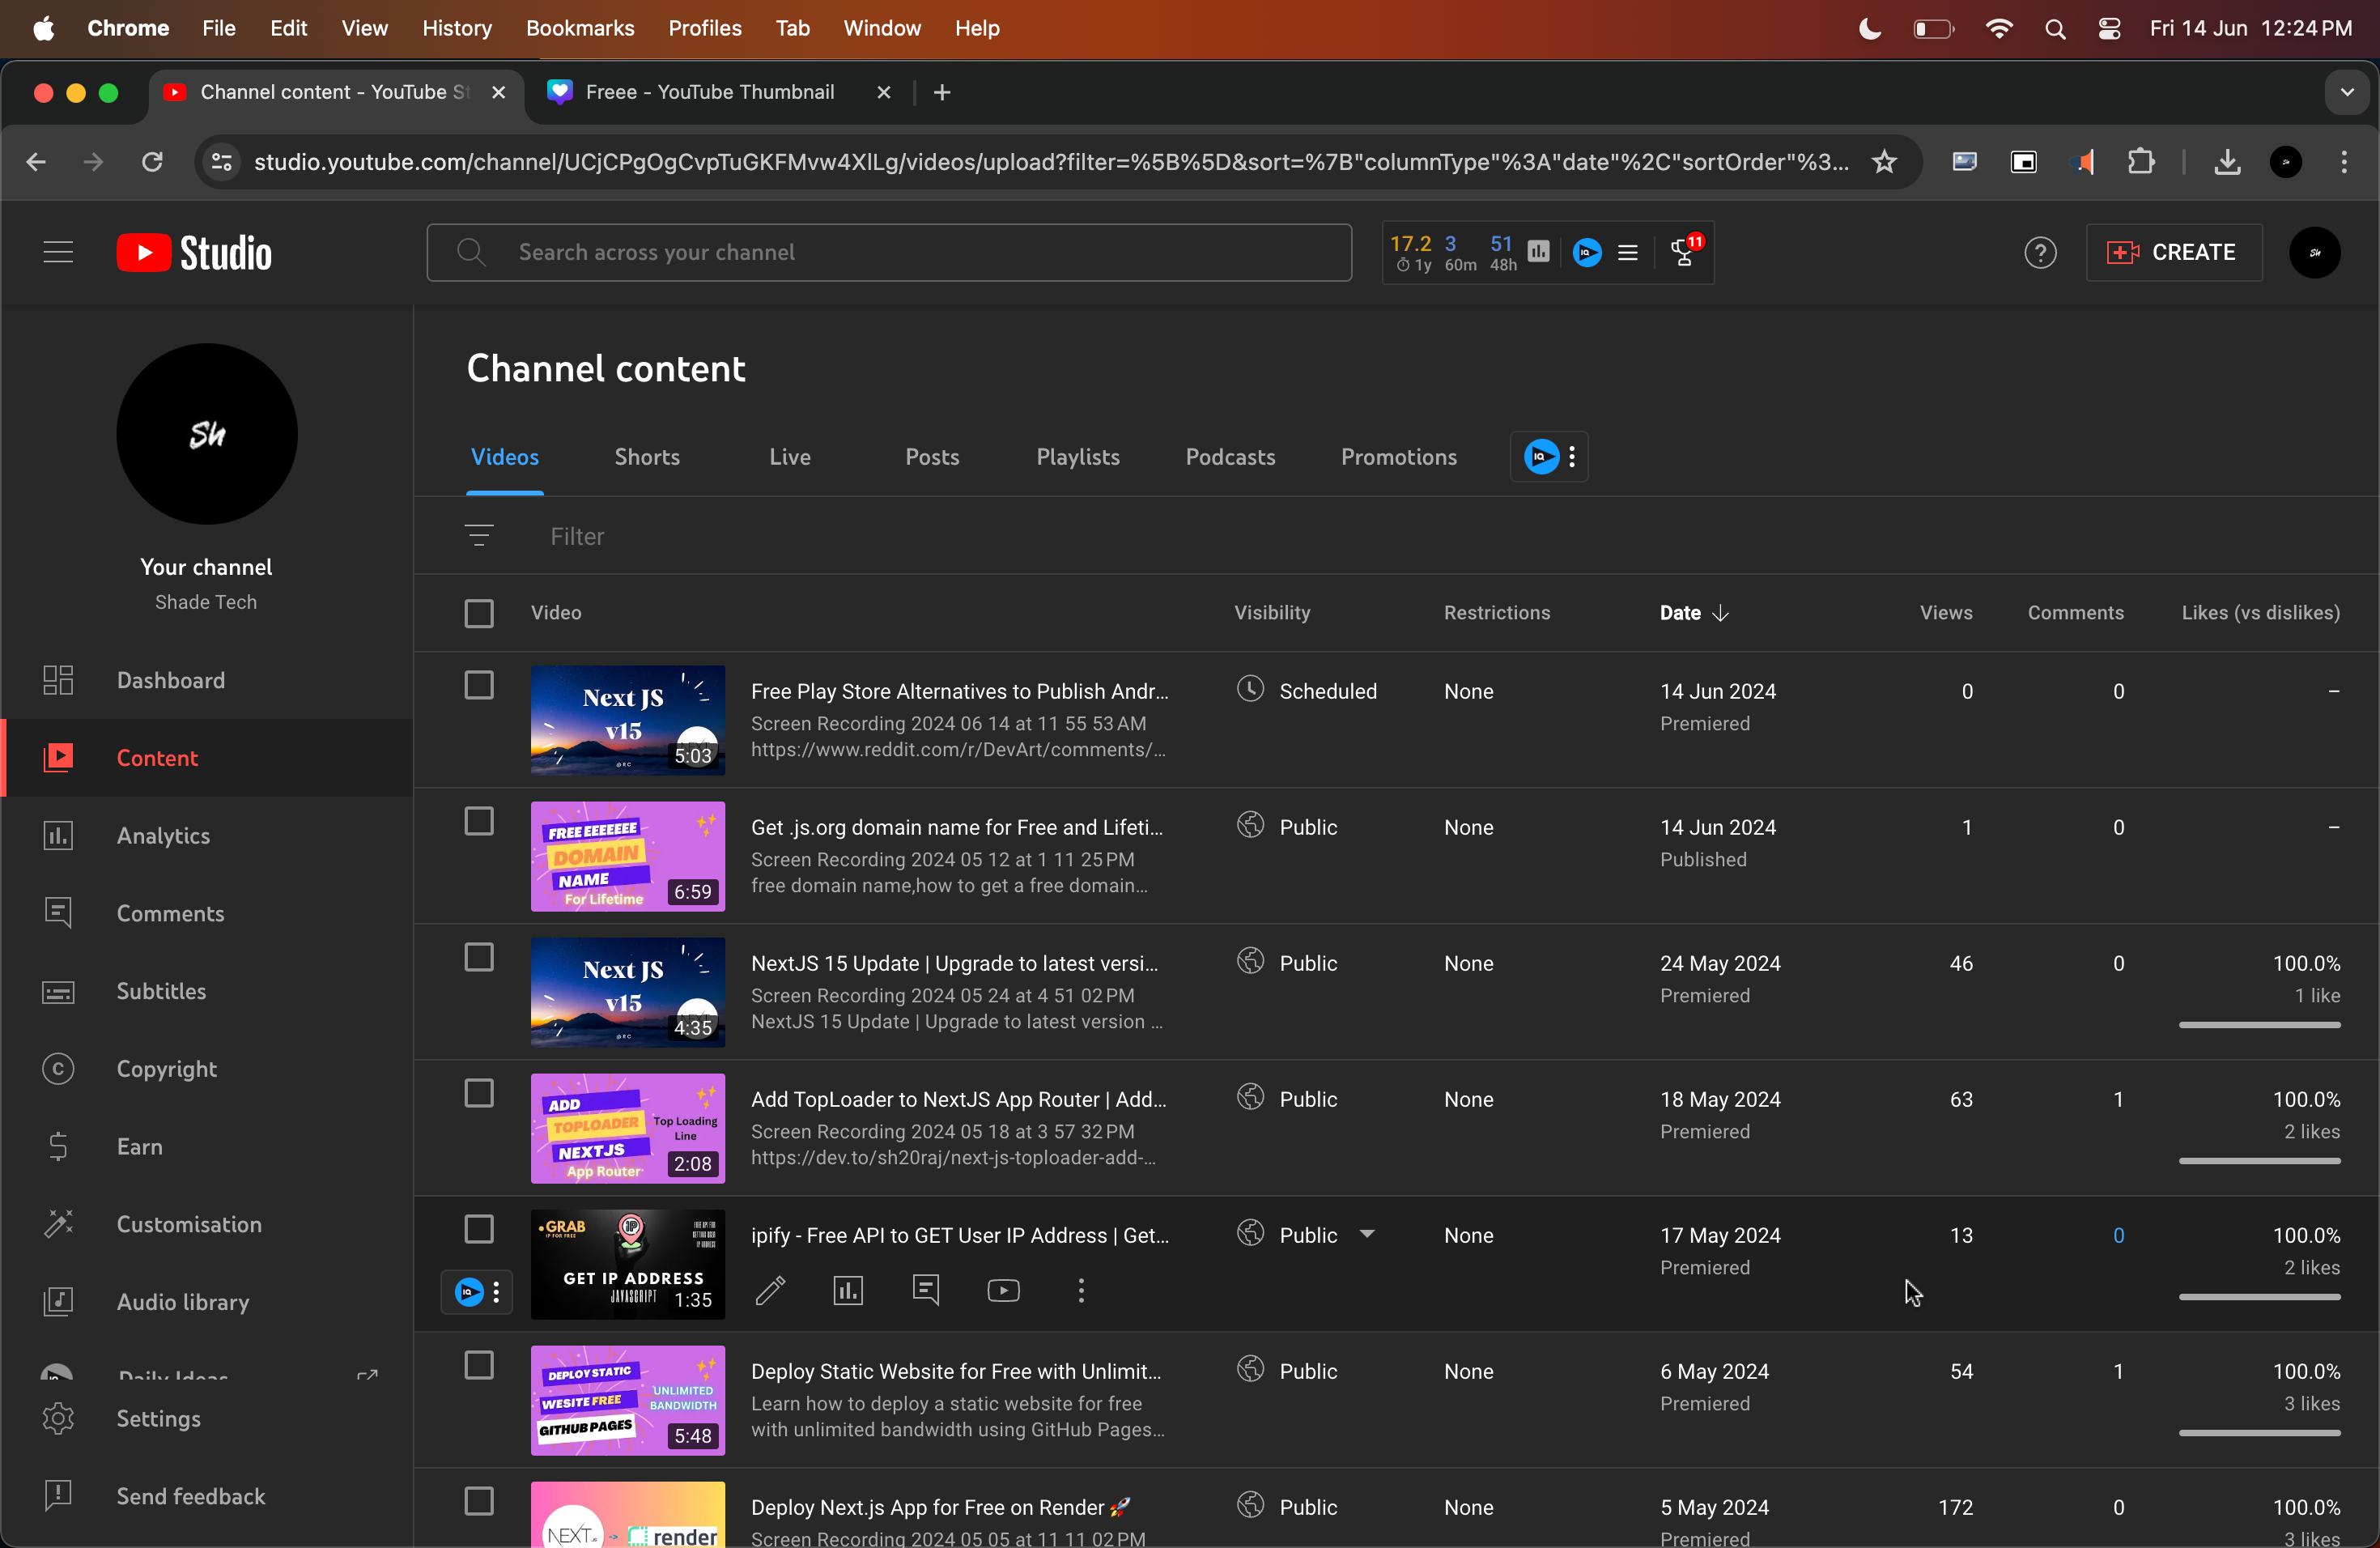 Chrome File Edit View History Bookmarks Profiles Tab Window Help Fri 14 Jun 12:24 PM
Channel content - YouTube St Freee - YouTube Thumbnail
studio.youtube.com/channel/UCjCPgOgCvpTuGKFMvw4XlLg/videos/upload?filter=%5B%5D&sort=%7B"columnType"%3A"date"%2C"sortOrder"%3...
Studio
Search across your channel
17.2 3 51 11
1y 60m 48h
CREATE
Sh
Your channel
Shade Tech
Dashboard
Content
Analytics
Comments
Subtitles
Copyright
Earn
Customisation
Audio library
Daily Ideas
Settings
Send feedback
Channel content
Videos Shorts Live Posts Playlists Podcasts Promotions
Filter
Video Visibility Restrictions Date Views Comments Likes (vs dislikes)
Next JS
v15
@RC
5:03
Free Play Store Alternatives to Publish Andr... Scheduled None 14 Jun 2024 0 0 –
Screen Recording 2024 06 14 at 11 55 53 AM Premiered
https://www.reddit.com/r/DevArt/comments/...
FREE EEEEEEE
DOMAIN
NAME
For Lifetime
6:59
Get .js.org domain name for Free and Lifeti... Public None 14 Jun 2024 1 0 –
Screen Recording 2024 05 12 at 1 11 25 PM Published
free domain name,how to get a free domain...
Next JS
v15
@RC
4:35
NextJS 15 Update | Upgrade to latest versi... Public None 24 May 2024 46 0 100.0%
Screen Recording 2024 05 24 at 4 51 02 PM Premiered 1 like
NextJS 15 Update | Upgrade to latest version ...
ADD
TOPLOADER
NEXTJS
App Router
Top Loading
Line
2:08
Add TopLoader to NextJS App Router | Add... Public None 18 May 2024 63 1 100.0%
Screen Recording 2024 05 18 at 3 57 32 PM Premiered 2 likes
https://dev.to/sh20raj/next-js-toploader-add-...
GRAB
IP FOR FREE
IP
GET IP ADDRESS
JAVASCRIPT
1:35
ipify - Free API to GET User IP Address | Get... Public None 17 May 2024 13 0 100.0%
Premiered 2 likes
DEPLOY STATIC
WESITE FREE
GITHUB PAGES
UNLIMITED
BANDWIDTH
5:48
Deploy Static Website for Free with Unlimit... Public None 6 May 2024 54 1 100.0%
Learn how to deploy a static website for free Premiered 3 likes
with unlimited bandwidth using GitHub Pages...
NEXT.JS -> render
Deploy Next.js App for Free on Render 🚀 Public None 5 May 2024 172 0 100.0%
Screen Recording 2024 05 05 at 11 11 02 PM Premiered 3 likes